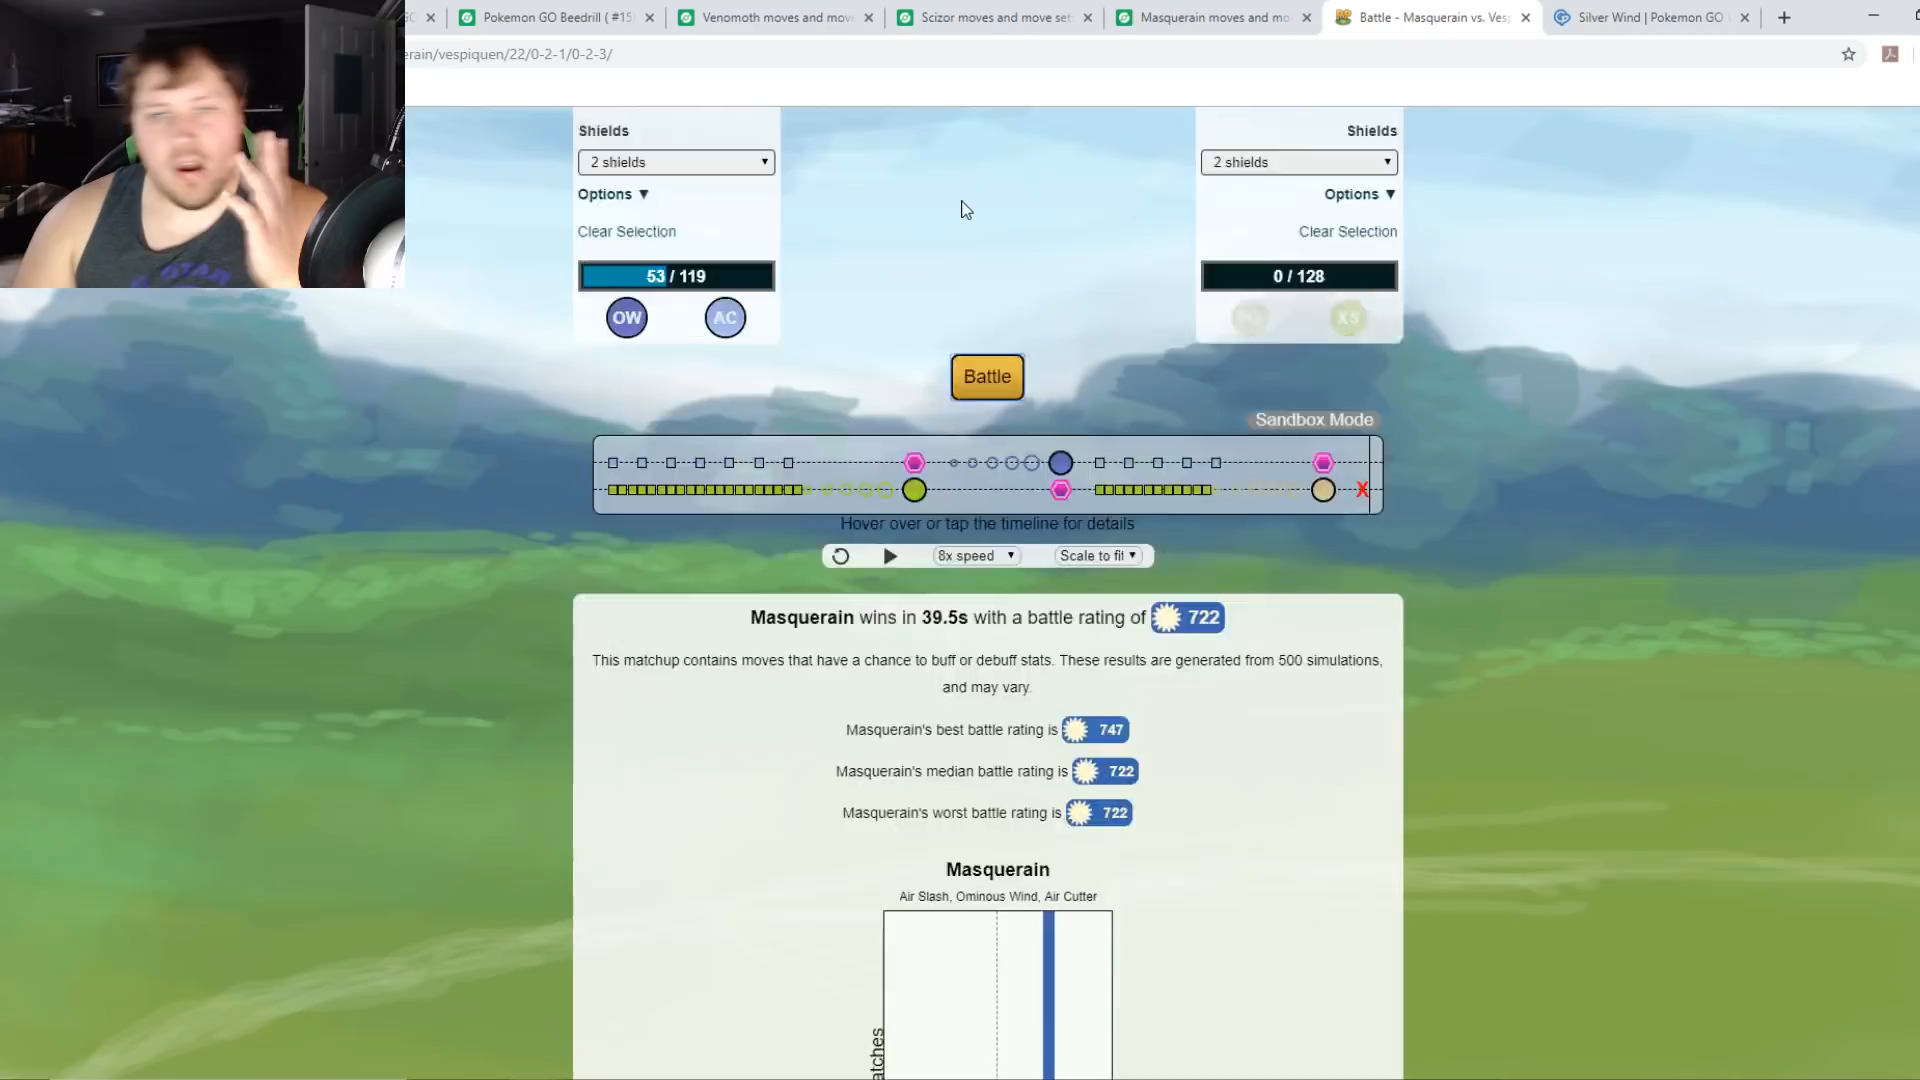 Pokemon GO Beedrill ( #15
Venomoth moves and mov
Scizor moves and move set
Masquerain moves and mo
Battle - Masquerain vs. Ves
Silver Wind | Pokemon GO
erain/vespiquen/22/0-2-1/0-2-3/
Shields
Shields
2 shields
2 shields
Options ▼
Options ▼
Clear Selection
Clear Selection
53 / 119
0 / 128
OW
AC
XS
Battle
Sandbox Mode
X
Hover over or tap the timeline for details
8x speed
Scale to fit
Masquerain wins in 39.5s with a battle rating of 722
This matchup contains moves that have a chance to buff or debuff stats. These results are generated from 500 simulations,
and may vary.
Masquerain's best battle rating is 747
Masquerain's median battle rating is 722
Masquerain's worst battle rating is 722
Masquerain
Air Slash, Ominous Wind, Air Cutter
atches